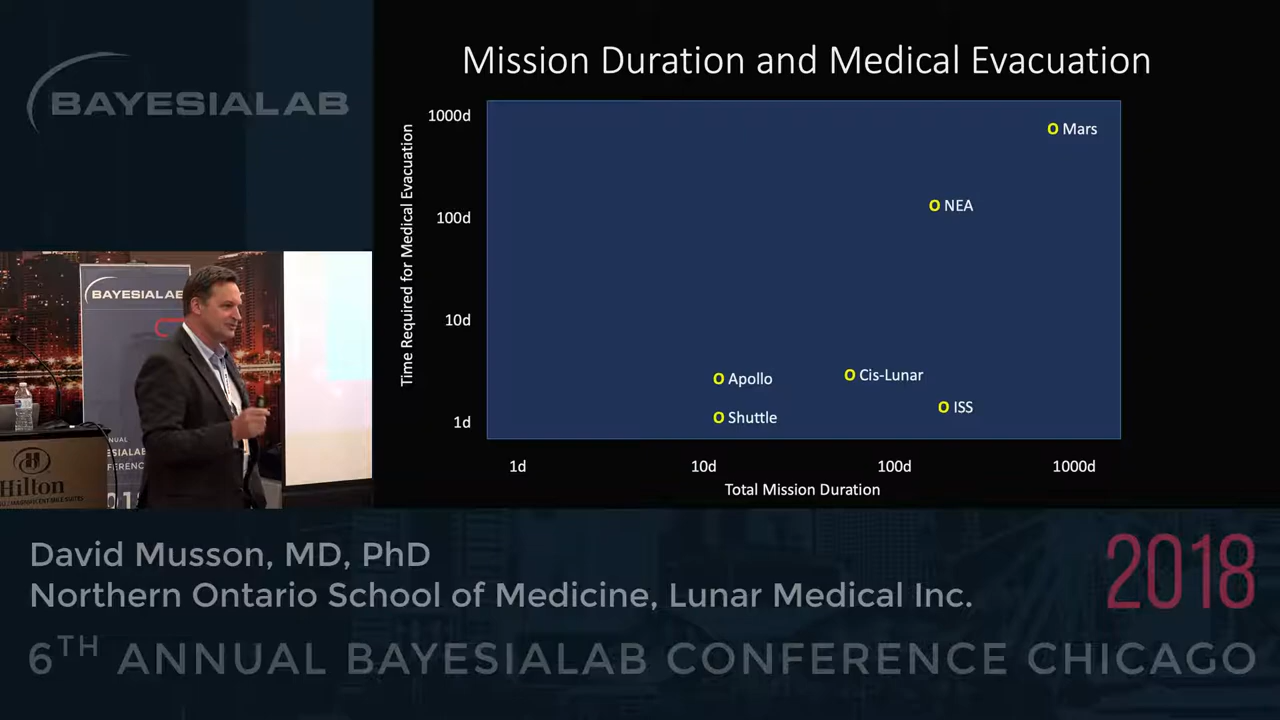 BAYESIALAB
Mission Duration and Medical Evacuation
Time Required for Medical Evacuation
1000d
100d
10d
1d
O Mars
O NEA
O Apollo
O Cis-Lunar
O ISS
O Shuttle
1d
10d
100d
1000d
Total Mission Duration
BAYESIALAB
Hilton
David Musson, MD, PhD
Northern Ontario School of Medicine, Lunar Medical Inc.
2018
6TH ANNUAL BAYESIALAB CONFERENCE CHICAGO